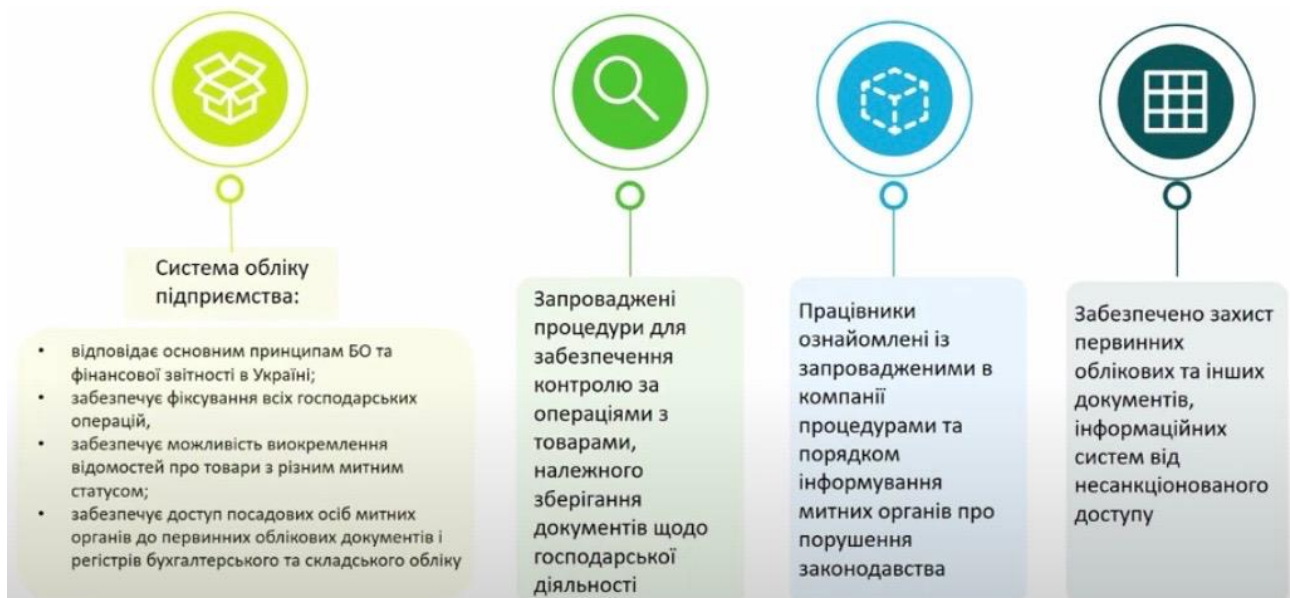 Система обліку
підприємства:
• відповідає основним принципам БО та
фінансової звітності в Україні;
• забезпечує фіксування всіх господарських
операцій,
• забезпечує можливість виокремлення
відомостей про товари з різним митним
статусом;
• забезпечує доступ посадових осіб митних
органів до первинних облікових документів і
регістрів бухгалтерського та складського обліку
Запроваджені
процедури для
забезпечення
контролю за
операціями з
товарами,
належного
зберігання
документів щодо
господарської
діяльності
Працівники
ознайомлені із
запровадженими в
компанії
процедурами та
порядком
інформування
митних органів про
порушення
законодавства
Забезпечено захист
первинних
облікових та інших
документів,
інформаційних
систем від
несанкціонованого
доступу